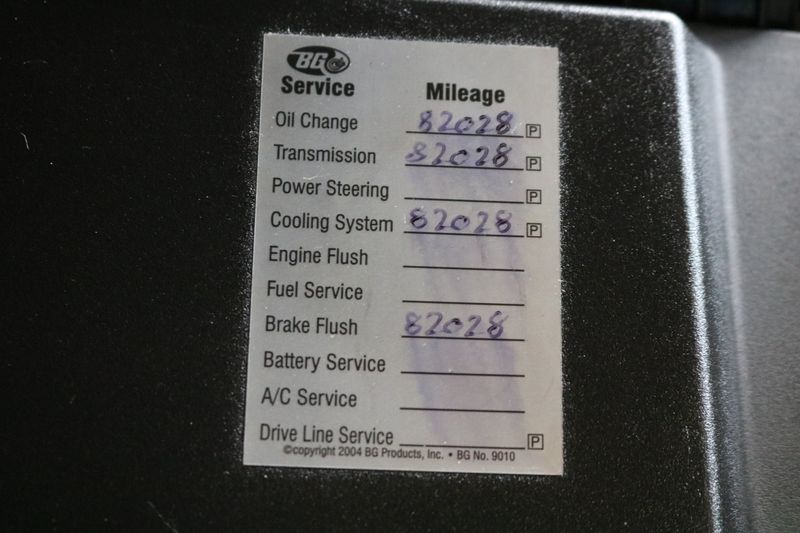 BG
Service Mileage
Oil Change 82028 P
Transmission 82028 P
Power Steering P
Cooling System 82028 P
Engine Flush
Fuel Service
Brake Flush 82028
Battery Service
A/C Service
Drive Line Service P
©copyright 2004 BG Products, Inc. • BG No. 9010